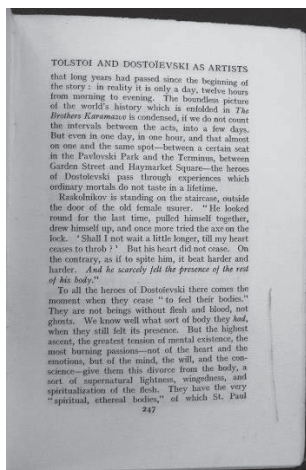 TOLSTOI AND DOSTOÏEVSKI AS ARTISTS
that long years had passed since the beginning of
the story: in reality it is only a day, twelve hours
from morning to evening. The boundless picture
of the world's history which is enfolded in The
Brothers Karamazov is condensed, if we do not count
the intervals between the acts, into a few days.
But even in one day, in one hour, and that almost
on one and the same spot—between a certain seat
in the Pavlovski Park and the Terminus, between
Garden Street and Haymarket Square—the heroes
of Dostoïevski pass through experiences which
ordinary mortals do not taste in a lifetime.
Raskolnikov is standing on the staircase, outside
the door of the old female usurer. "He looked
round for the last time, pulled himself together,
drew himself up, and once more tried the axe on the
lock. 'Shall I not wait a little longer, till my heart
ceases to throb?' But his heart did not cease. On
the contrary, as if to spite him, it beat harder and
harder. And he scarcely felt the presence of the rest
of his body."
To all the heroes of Dostoïevski there comes the
moment when they cease "to feel their bodies."
They are not beings without flesh and blood, not
ghosts. We know well what sort of body they had,
when they still felt its presence. But the highest
ascent, the greatest tension of mental existence, the
most burning passions—not of the heart and the
emotions, but of the mind, the will, and the con-
science—give them this divorce from the body, a
sort of supernatural lightness, wingedness, and
spiritualization of the flesh. They have the very
"spiritual, ethereal bodies," of which St. Paul
247